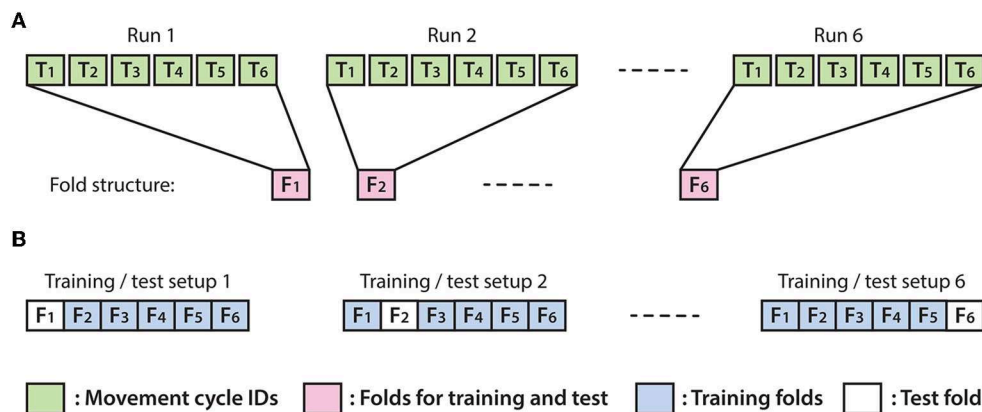 A
Run 1 Run 2 Run 6
T1 T2 T3 T4 T5 T6 T1 T2 T3 T4 T5 T6 T1 T2 T3 T4 T5 T6
Fold structure: F1 F2 F6
B
Training / test setup 1 Training / test setup 2 Training / test setup 6
F1 F2 F3 F4 F5 F6 F1 F2 F3 F4 F5 F6 F1 F2 F3 F4 F5 F6
: Movement cycle IDs : Folds for training and test : Training folds : Test fold